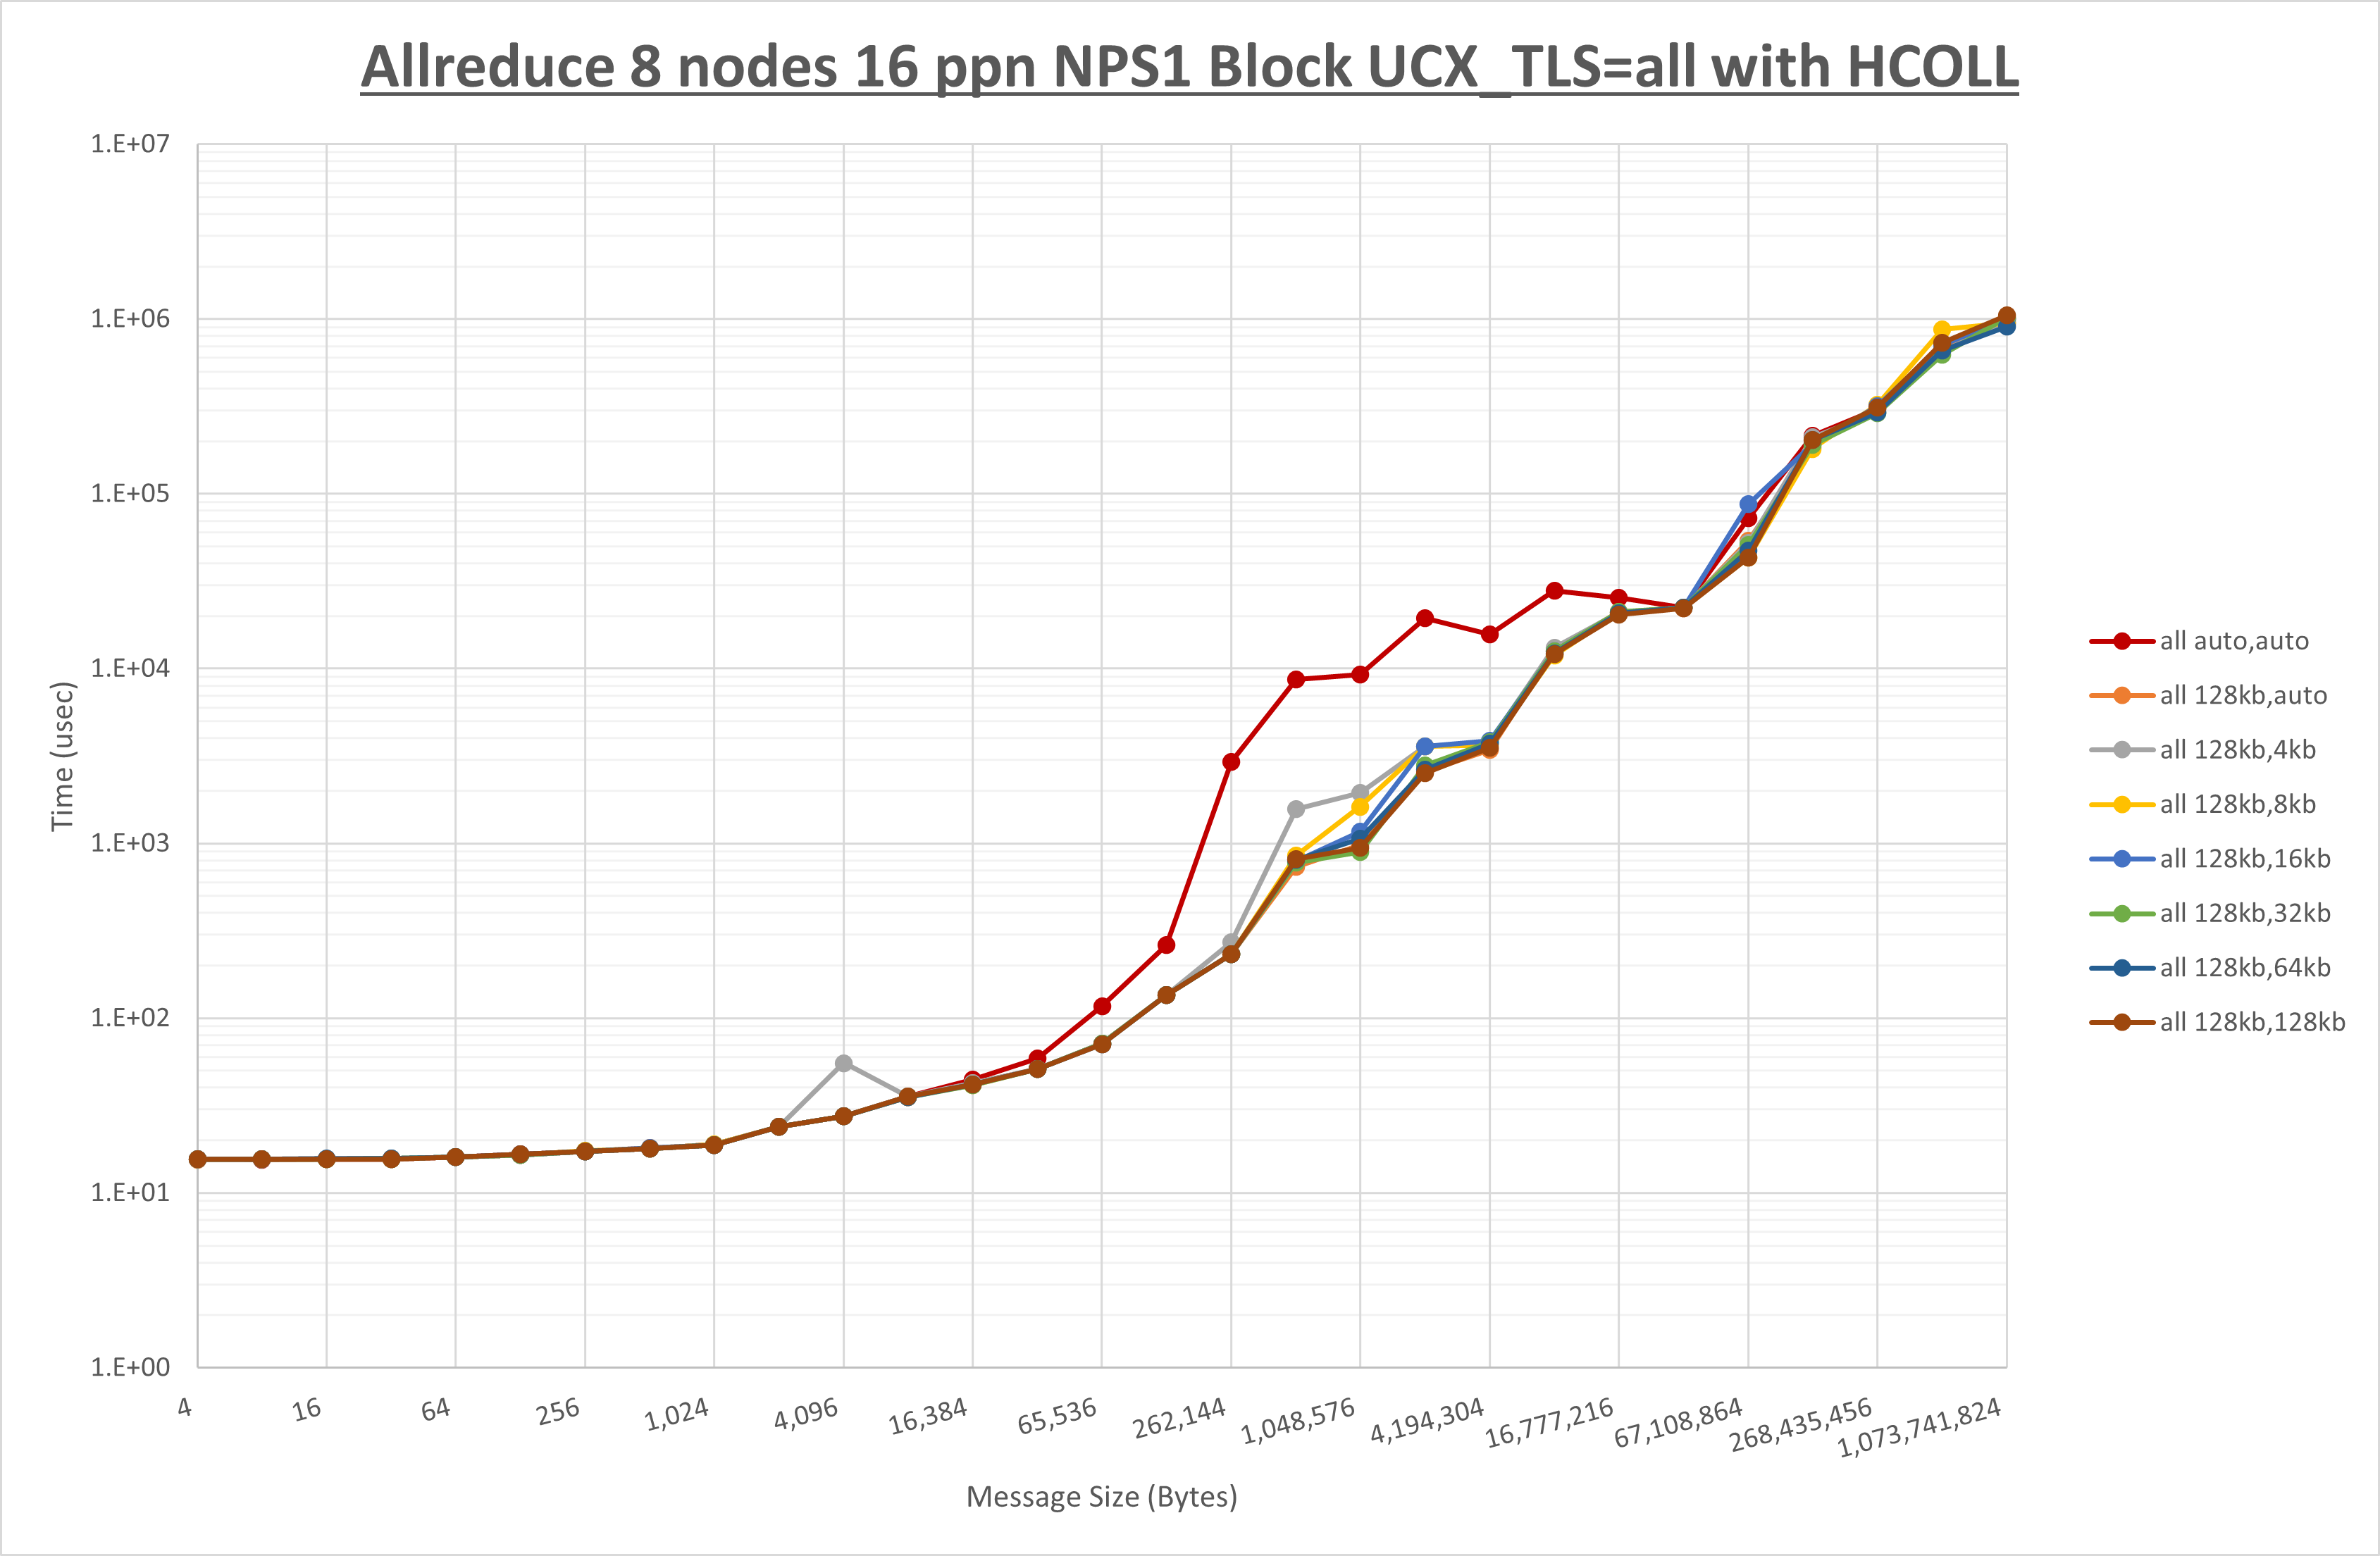 Allreduce 8 nodes 16 ppn NPS1 Block UCX_TLS=all with HCOLL
1.E+07
1.E+06
1.E+05
1.E+04
1.E+03
1.E+02
1.E+01
1.E+00
Time (usec)
4
16
64
256
1,024
4,096
16,384
65,536
262,144
1,048,576
4,194,304
16,777,216
67,108,864
268,435,456
1,073,741,824
Message Size (Bytes)
all auto,auto
all 128kb,auto
all 128kb,4kb
all 128kb,8kb
all 128kb,16kb
all 128kb,32kb
all 128kb,64kb
all 128kb,128kb